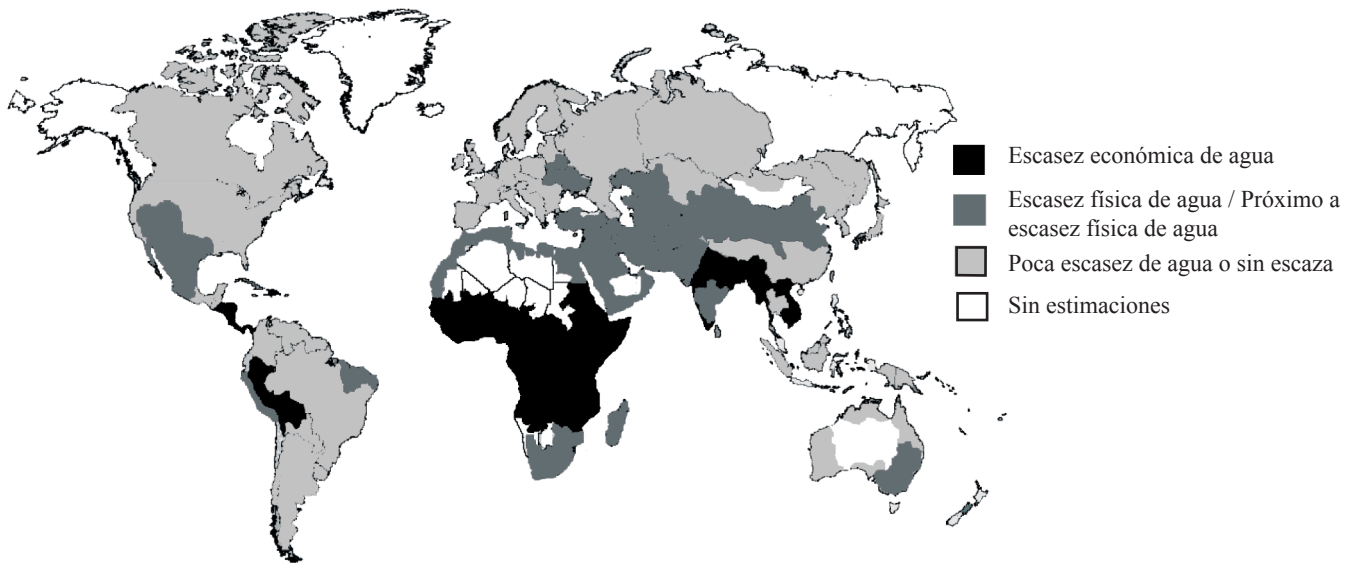 Escasez económica de agua
Escasez física de agua / Próximo a
escasez física de agua
Poca escasez de agua o sin escaza
Sin estimaciones